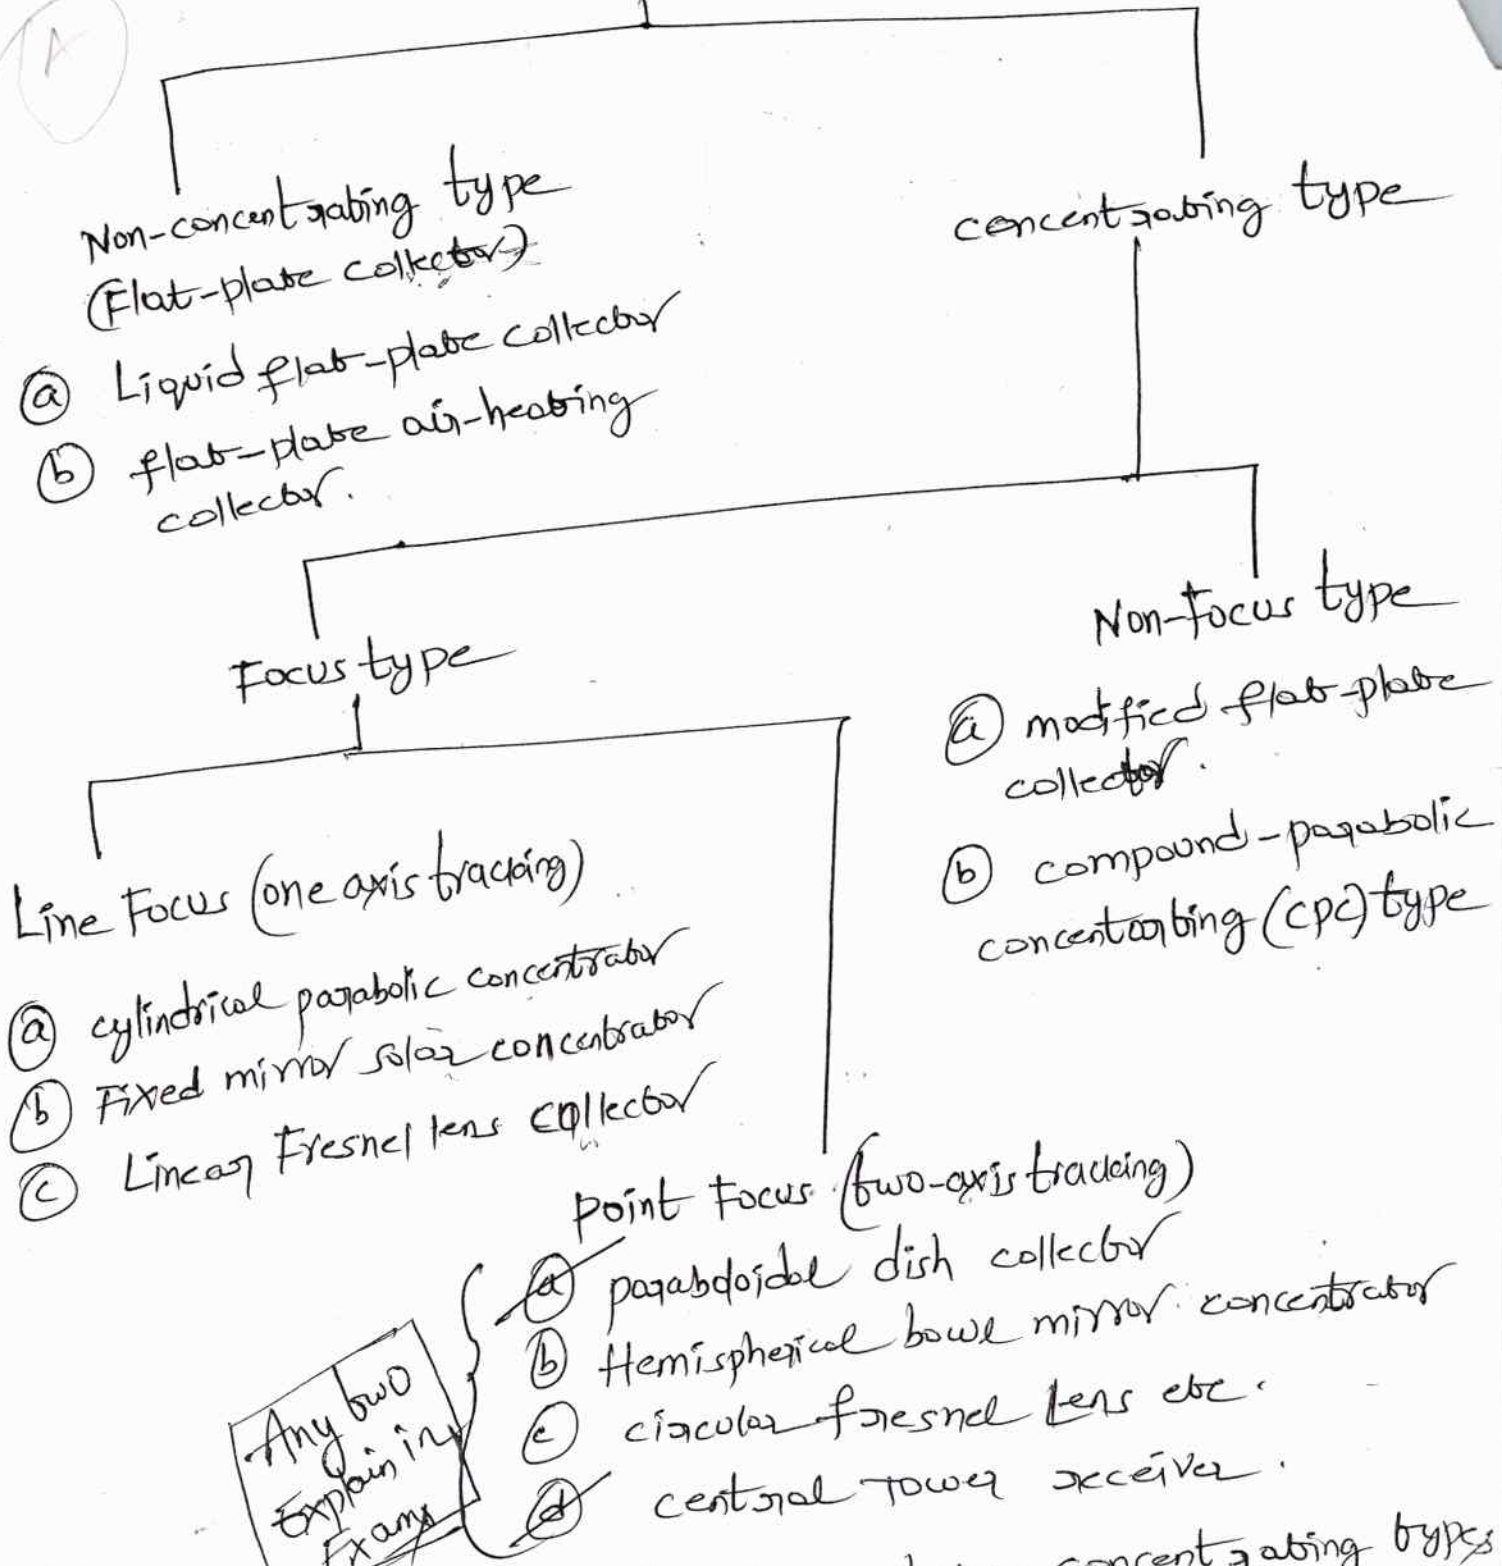 A
Non-concentrating type
(Flat-plate collector)
ⓐ Liquid flat-plate collector
ⓑ flat-plate air-heating
collector.
concentrating type
Focus type
Non-Focus type
ⓐ modified flat-plate
collector.
ⓑ compound-parabolic
concentrating (CPC) type
Line Focus (one axis tracking)
ⓐ cylindrical parabolic concentrator
ⓑ Fixed mirror solar concentrator
ⓒ Linear Fresnel lens collector
Point Focus (two-axis tracking)
ⓐ paraboloidal dish collector
ⓑ Hemispherical bowl mirror concentrator
ⓒ circular fresnel Lens etc.
ⓓ central Tower receiver.
Any two
Explain in
Exams
concentrating types